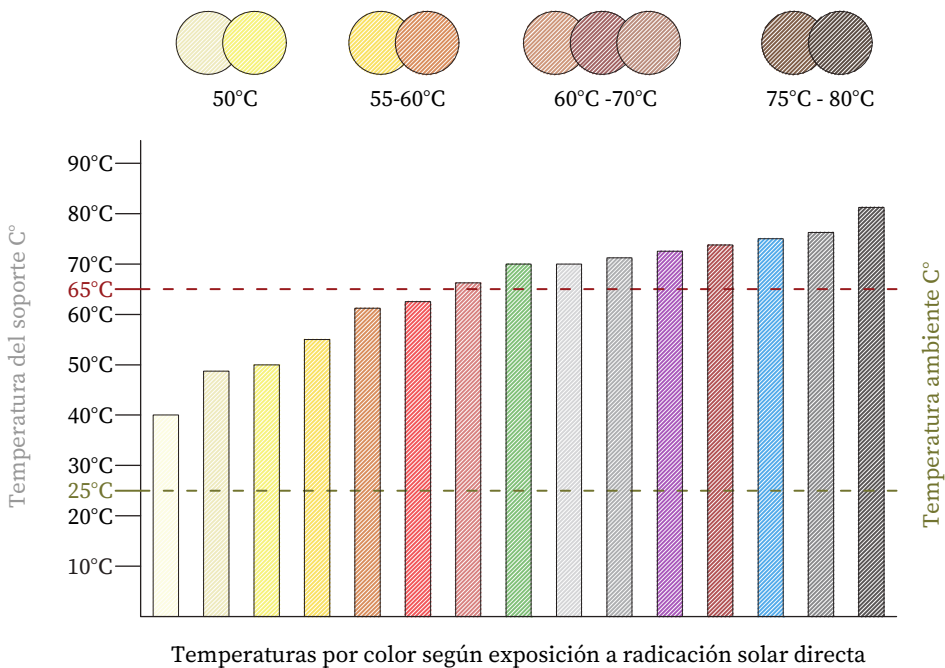 50°C
55-60°C
60°C -70°C
75°C - 80°C
90°C
80°C
70°C
65°C
60°C
50°C
40°C
30°C
25°C
20°C
10°C
Temperatura del soporte C°
Temperatura ambiente C°
Temperaturas por color según exposición a radicación solar directa